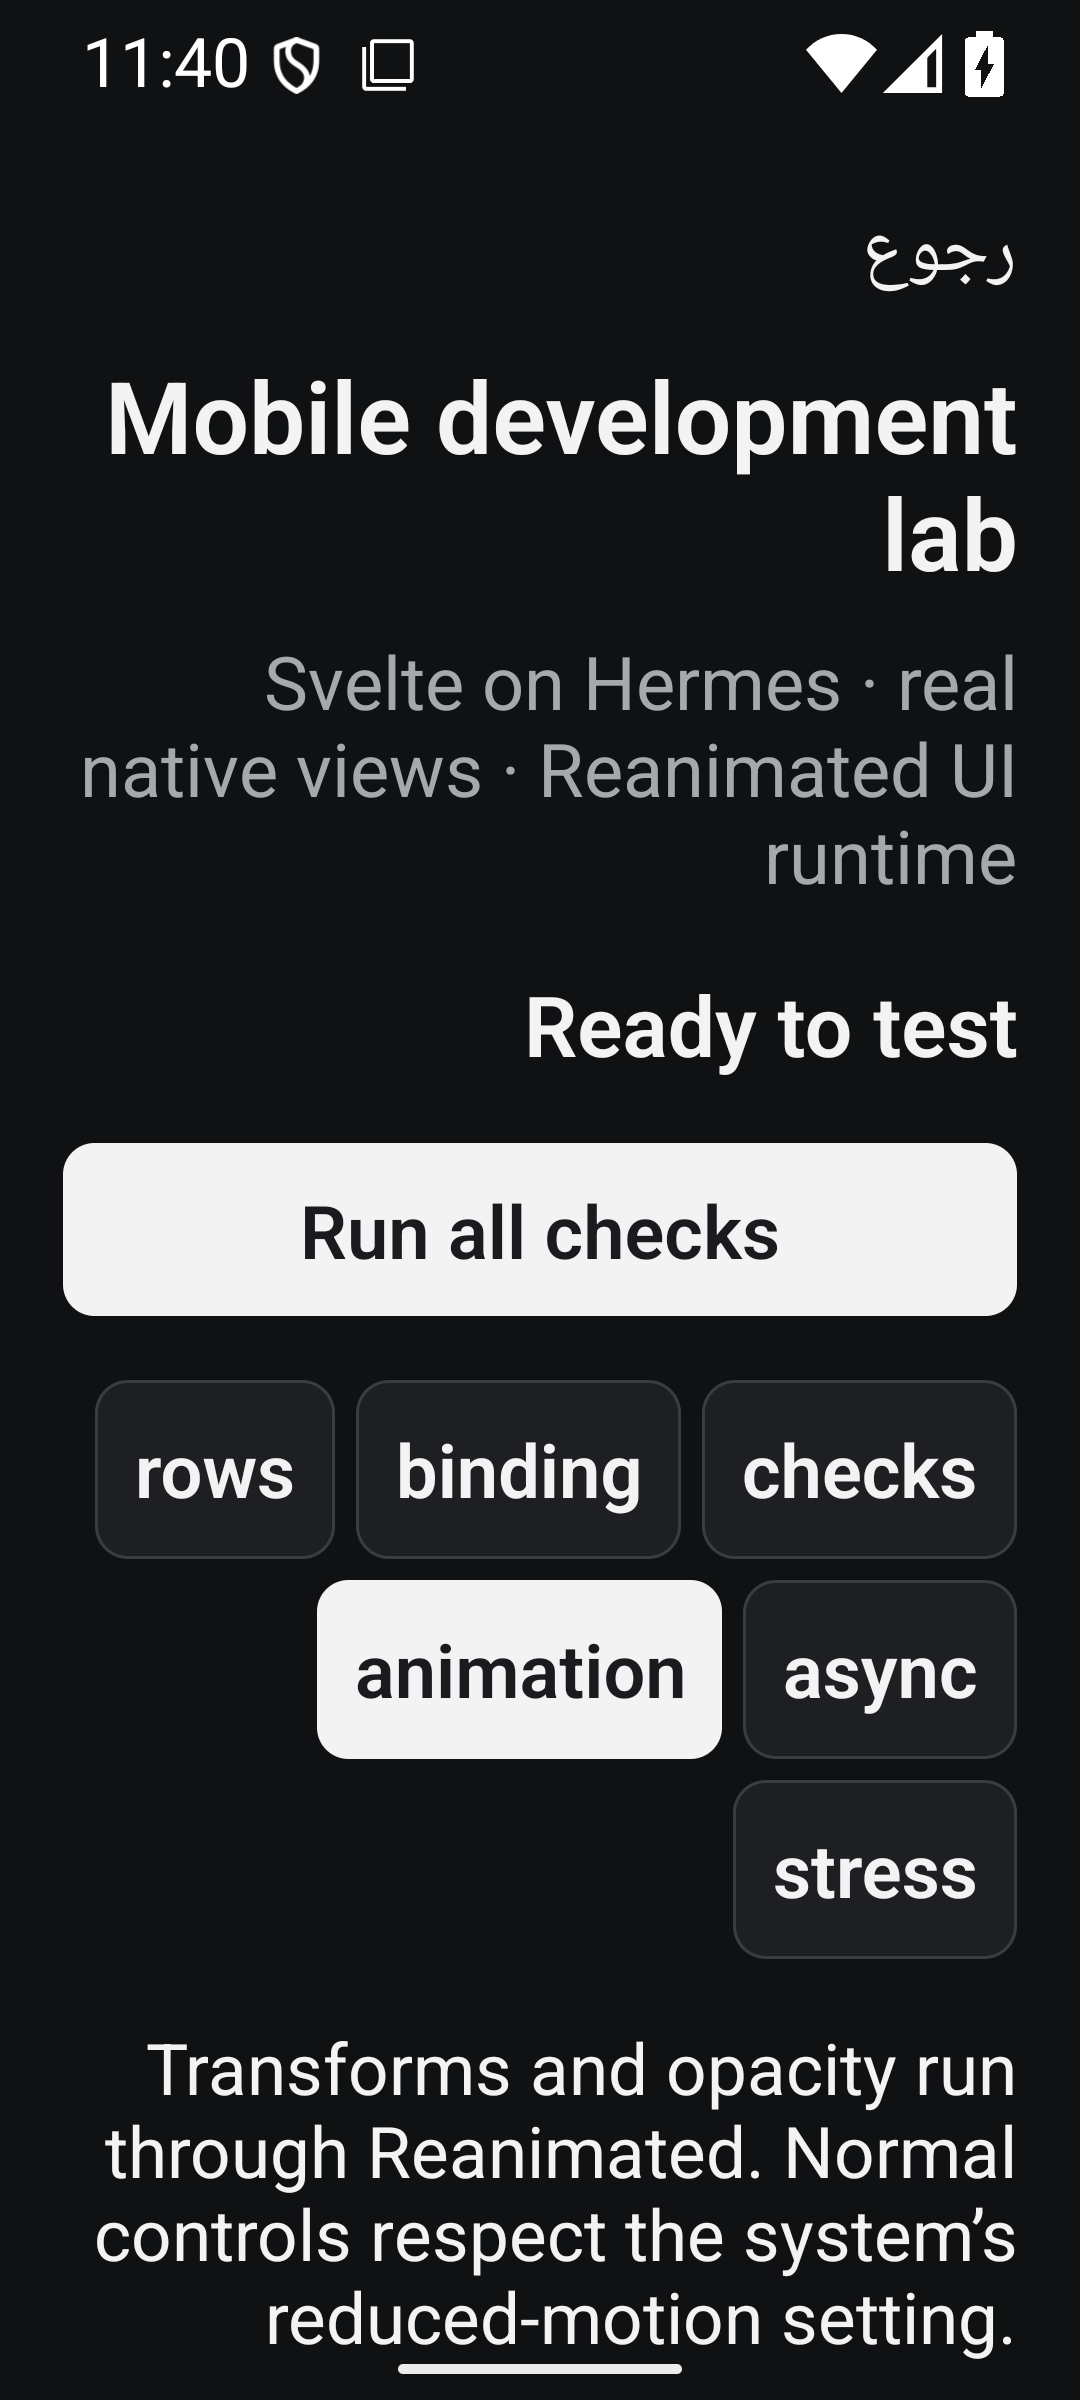 11:40
رجوع
Mobile development
lab
Svelte on Hermes · real
native views · Reanimated UI
runtime
Ready to test
Run all checks
checks binding rows
async animation
stress
Transforms and opacity run
through Reanimated. Normal
controls respect the system’s
reduced-motion setting.